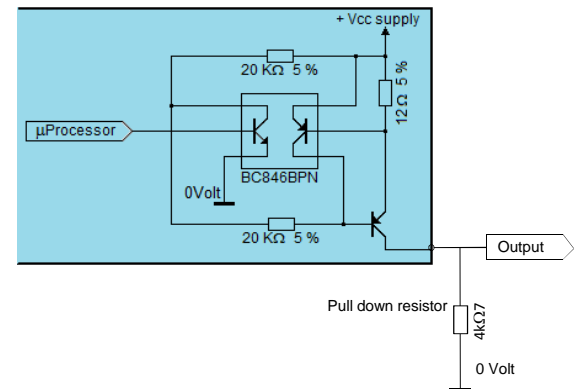 + Vcc supply
20 KΩ 5 %
12 Ω 5 %
µProcessor
BC846BPN
0Volt
20 KΩ 5 %
Output
Pull down resistor
4kΩ7
0 Volt